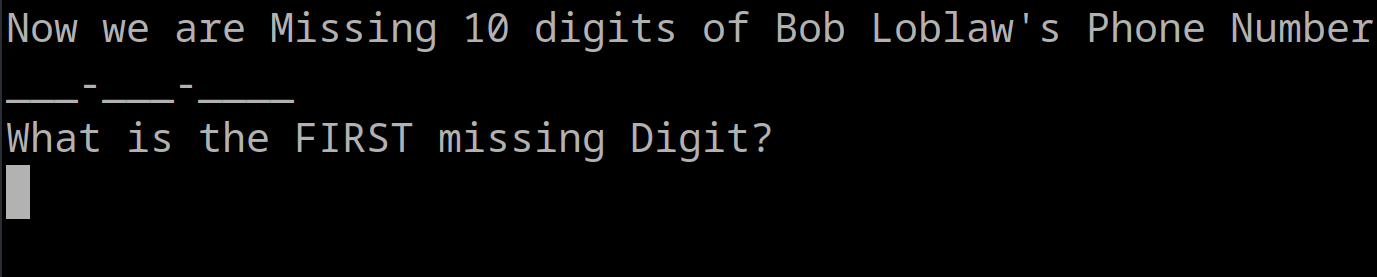 Now we are Missing 10 digits of Bob Loblaw's Phone Number
___-___-____
What is the FIRST missing Digit?